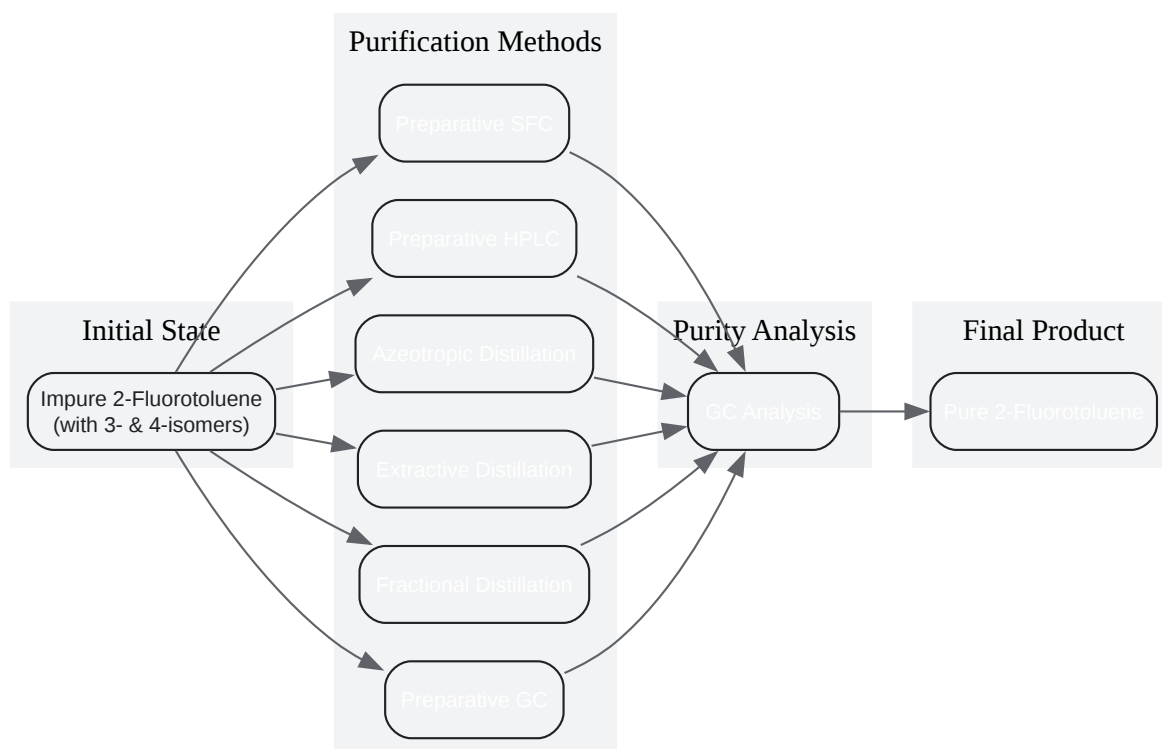 Purification Methods
Preparative SFC
Preparative HPLC
Initial State
Purity Analysis
Final Product
Azeotropic Distillation
Impure 2-Fluorotoluene
(with 3- & 4-isomers)
GC Analysis
Pure 2-Fluorotoluene
Extractive Distillation
Fractional Distillation
Preparative GC